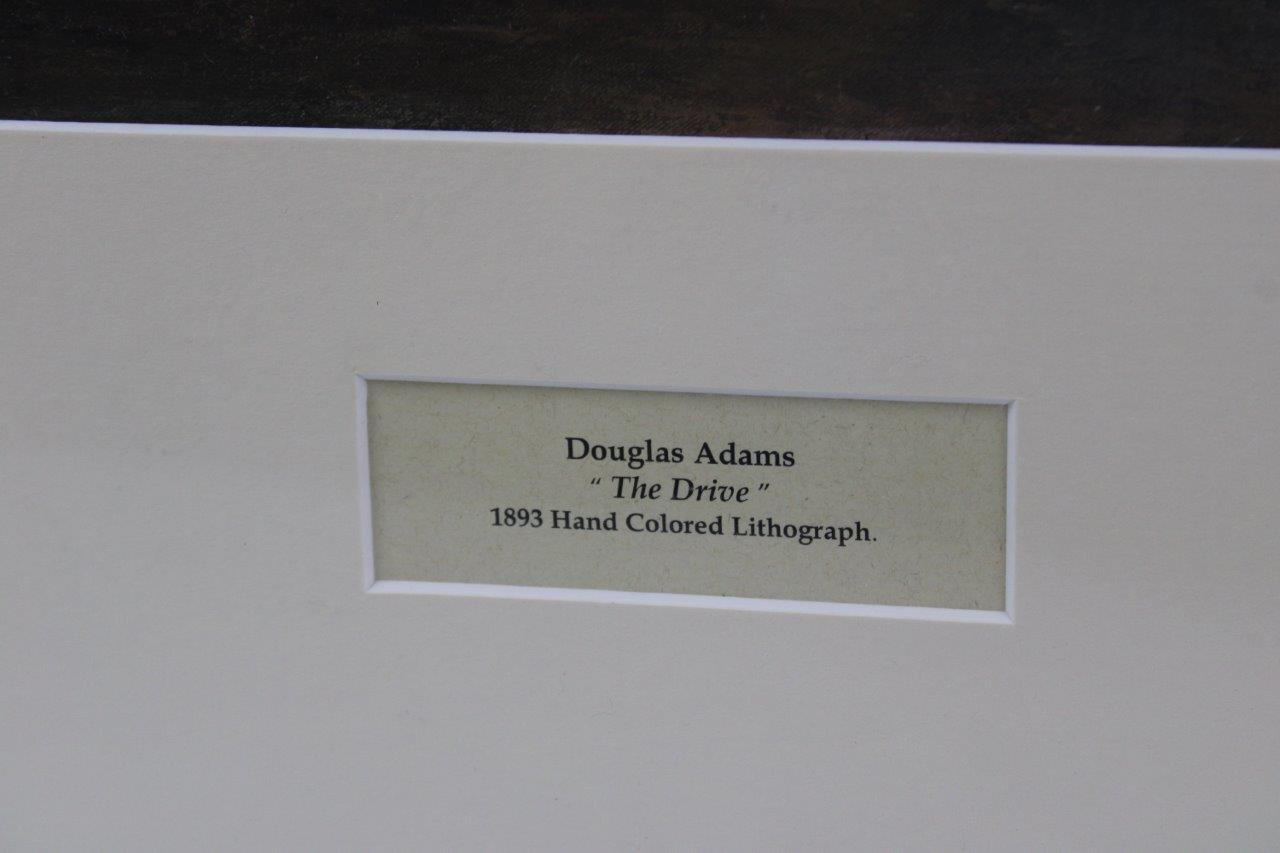 Douglas Adams
“ The Drive ”
1893 Hand Colored Lithograph.